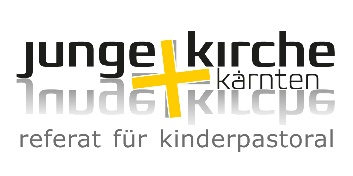 junge kirche
kärnten
referat für kinderpastoral